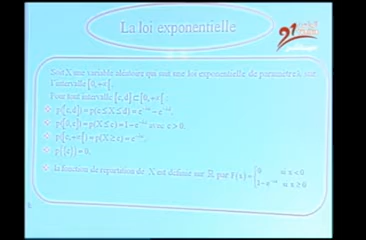 La loi exponentielle
Soit X une variable aléatoire qui suit une loi exponentielle de paramètre λ sur
l'intervalle [0,+∞[.
Pour tout intervalle [c,d]⊂[0,+∞[ :
p([c,d])=p(c≤X≤d)=e^-λc − e^-λd.
p([0,c])=p(X≤c)=1−e^-λc avec c>0.
p([c,+∞[)=p(X≥c)=e^-λc.
p({c})=0.
la fonction de répartition de X est définir sur ℝ par F(x)={0 si x<0
1−e^-λx si x≥0